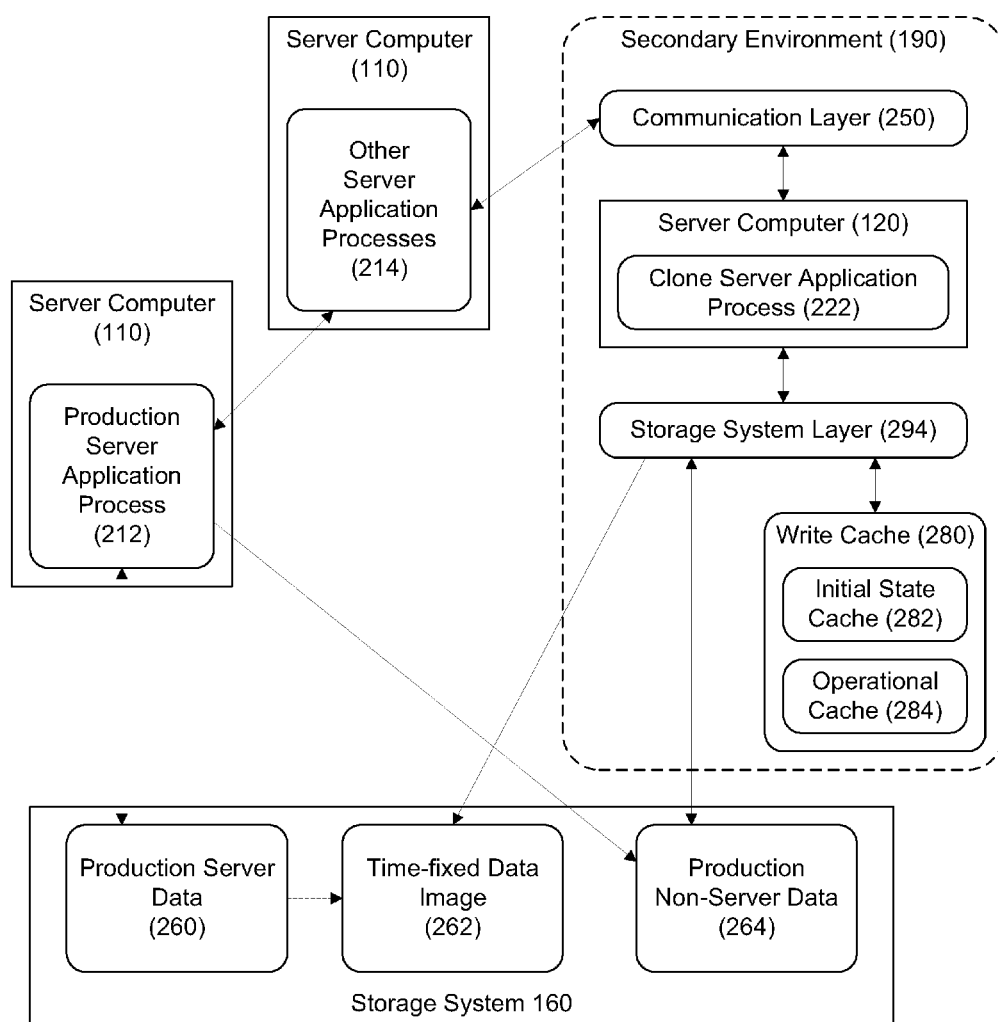 Server Computer
(110)
Other
Server
Application
Processes
(214)
Secondary Environment (190)
Communication Layer (250)
Server Computer (120)
Clone Server Application
Process (222)
Storage System Layer (294)
Write Cache (280)
Initial State
Cache (282)
Operational
Cache (284)
Server Computer
(110)
Production
Server
Application
Process
(212)
Production Server
Data
(260)
Time-fixed Data
Image
(262)
Production
Non-Server Data
(264)
Storage System 160